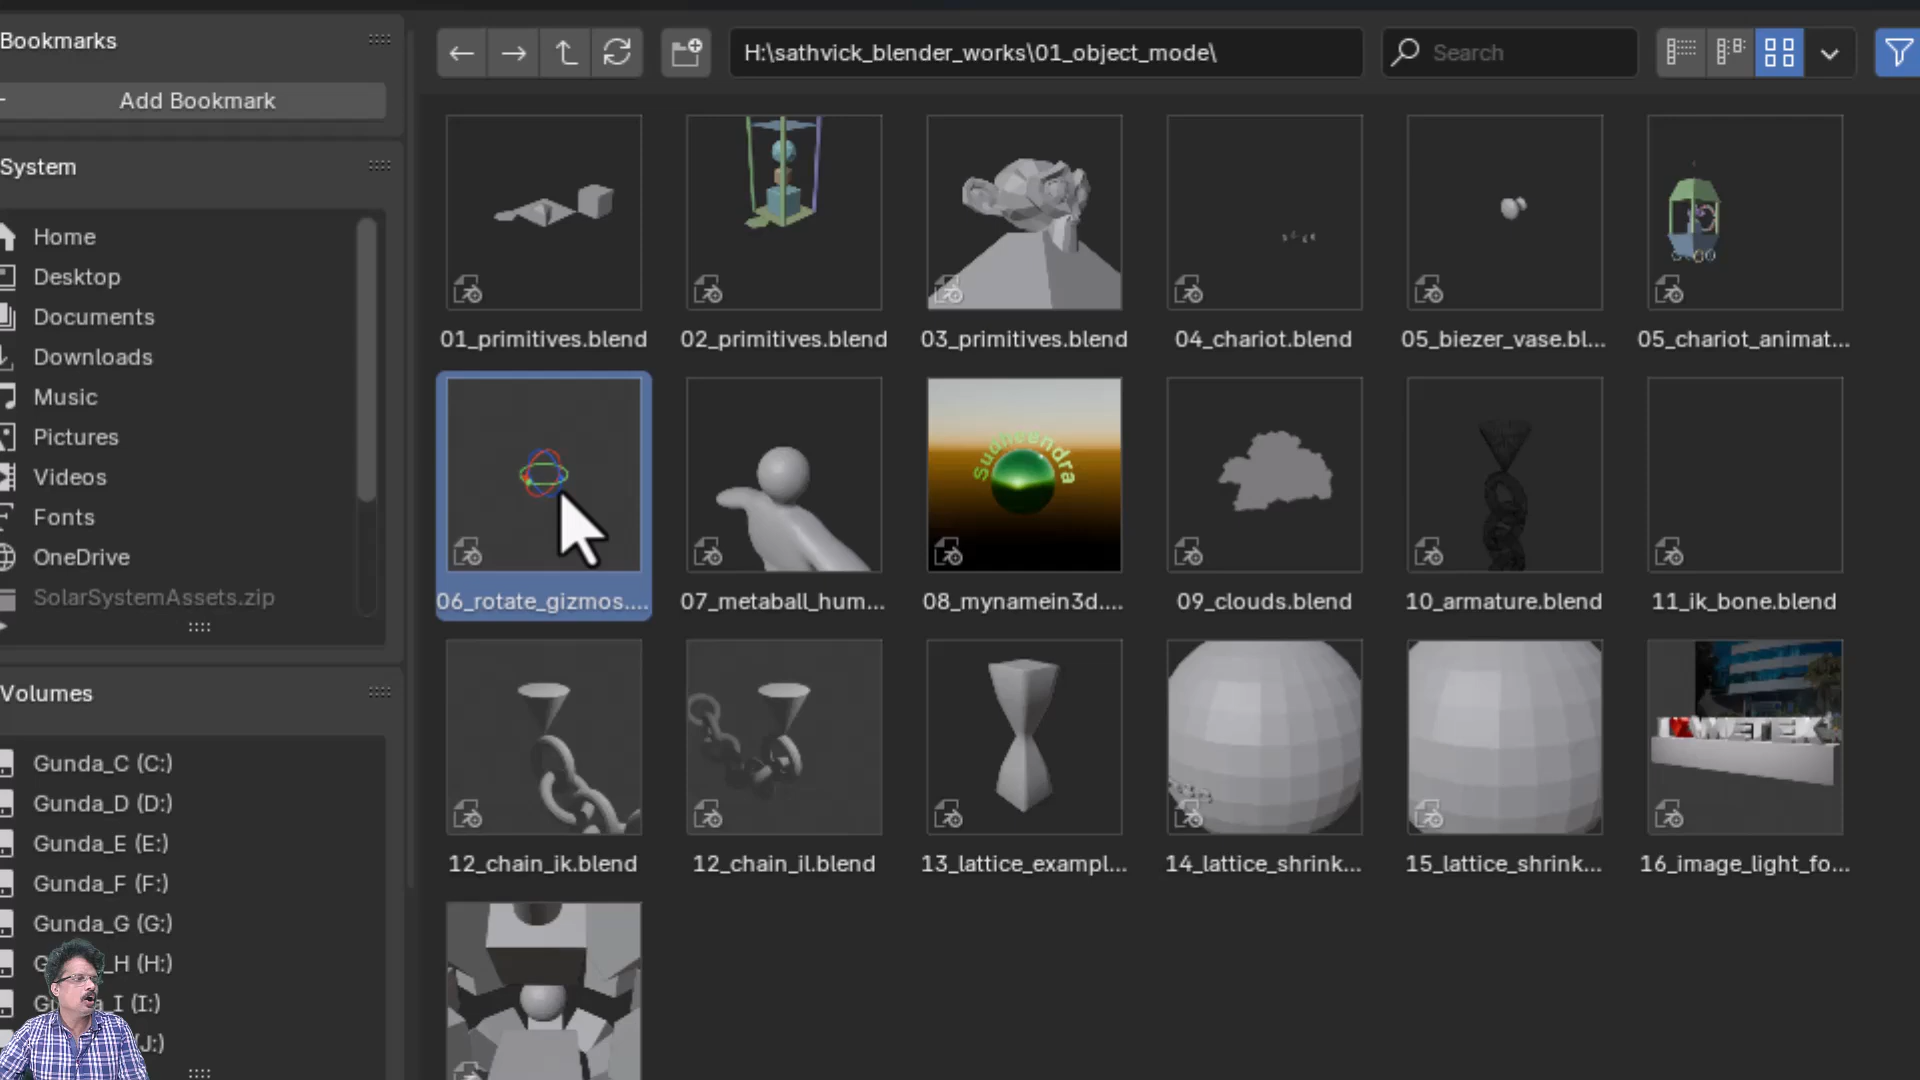 Bookmarks
Add Bookmark
System
Home
Desktop
Documents
Downloads
Music
Pictures
Videos
Fonts
OneDrive
SolarSystemAssets.zip
Volumes
Gunda_C (C:)
Gunda_D (D:)
Gunda_E (E:)
Gunda_F (F:)
Gunda_G (G:)
_H (H:)
_I (I:)
(J:)
H:\sathvick_blender_works\01_object_mode\
Search
01_primitives.blend
02_primitives.blend
03_primitives.blend
04_chariot.blend
05_biezer_vase.bl...
05_chariot_animat...
Sudheendra
06_rotate_gizmos....
07_metaball_hum...
08_mynamein3d....
09_clouds.blend
10_armature.blend
11_ik_bone.blend
12_chain_ik.blend
12_chain_il.blend
13_lattice_exampl...
14_lattice_shrink...
15_lattice_shrink...
16_image_light_fo...